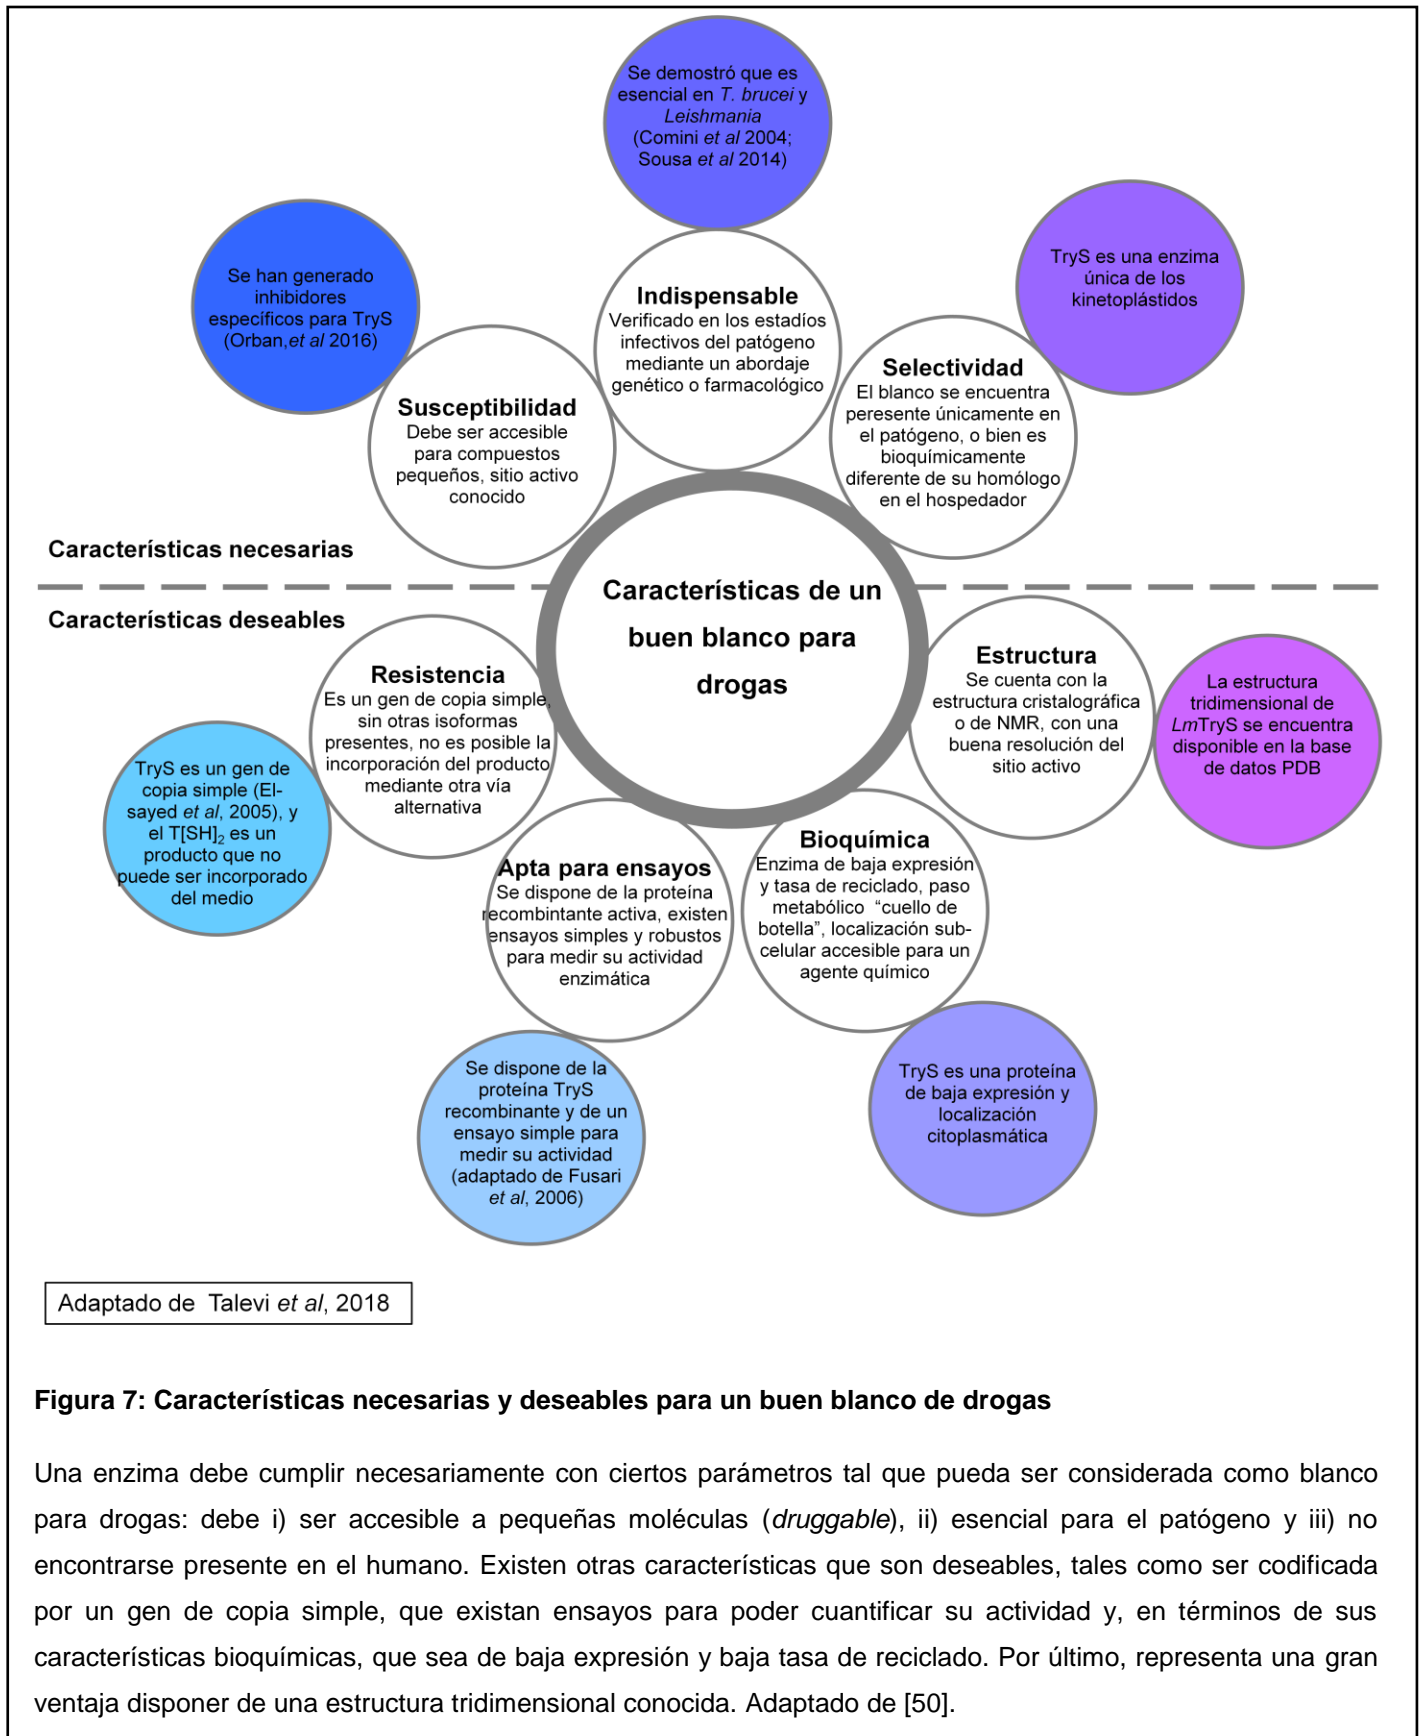 Se demostró que es
esencial en T. brucei y
Leishmania
(Comini et al 2004;
Sousa et al 2014)
Se han generado
inhibidores
específicos para TryS
(Orban,et al 2016)
TryS es una enzima
única de los
kinetoplástidos
Indispensable
Verificado en los estadíos
infectivos del patógeno
mediante un abordaje
genético o farmacológico
Susceptibilidad
Debe ser accesible
para compuestos
pequeños, sitio activo
conocido
Selectividad
El blanco se encuentra
peresente únicamente en
el patógeno, o bien es
bioquímicamente
diferente de su homólogo
en el hospedador
Características necesarias
Características deseables
Características de un
buen blanco para
drogas
Resistencia
Es un gen de copia simple,
sin otras isoformas
presentes, no es posible la
incorporación del producto
mediante otra vía
alternativa
TryS es un gen de
copia simple (El-
sayed et al, 2005), y
el T[SH]2 es un
producto que no
puede ser incorporado
del medio
Estructura
Se cuenta con la
estructura cristalográfica
o de NMR, con una
buena resolución del
sitio activo
La estructura
tridimensional de
LmTryS se encuentra
disponible en la base
de datos PDB
Apta para ensayos
Se dispone de la proteína
recombintante activa, existen
ensayos simples y robustos
para medir su actividad
enzimática
Bioquímica
Enzima de baja expresión
y tasa de reciclado, paso
metabólico “cuello de
botella”, localización sub-
celular accesible para un
agente químico
Se dispone de la
proteína TryS
recombinante y de un
ensayo simple para
medir su actividad
(adaptado de Fusari
et al, 2006)
TryS es una proteína
de baja expresión y
localización
citoplasmática
Adaptado de Talevi et al, 2018
Figura 7: Características necesarias y deseables para un buen blanco de drogas
Una enzima debe cumplir necesariamente con ciertos parámetros tal que pueda ser considerada como blanco
para drogas: debe i) ser accesible a pequeñas moléculas (druggable), ii) esencial para el patógeno y iii) no
encontrarse presente en el humano. Existen otras características que son deseables, tales como ser codificada
por un gen de copia simple, que existan ensayos para poder cuantificar su actividad y, en términos de sus
características bioquímicas, que sea de baja expresión y baja tasa de reciclado. Por último, representa una gran
ventaja disponer de una estructura tridimensional conocida. Adaptado de [50].